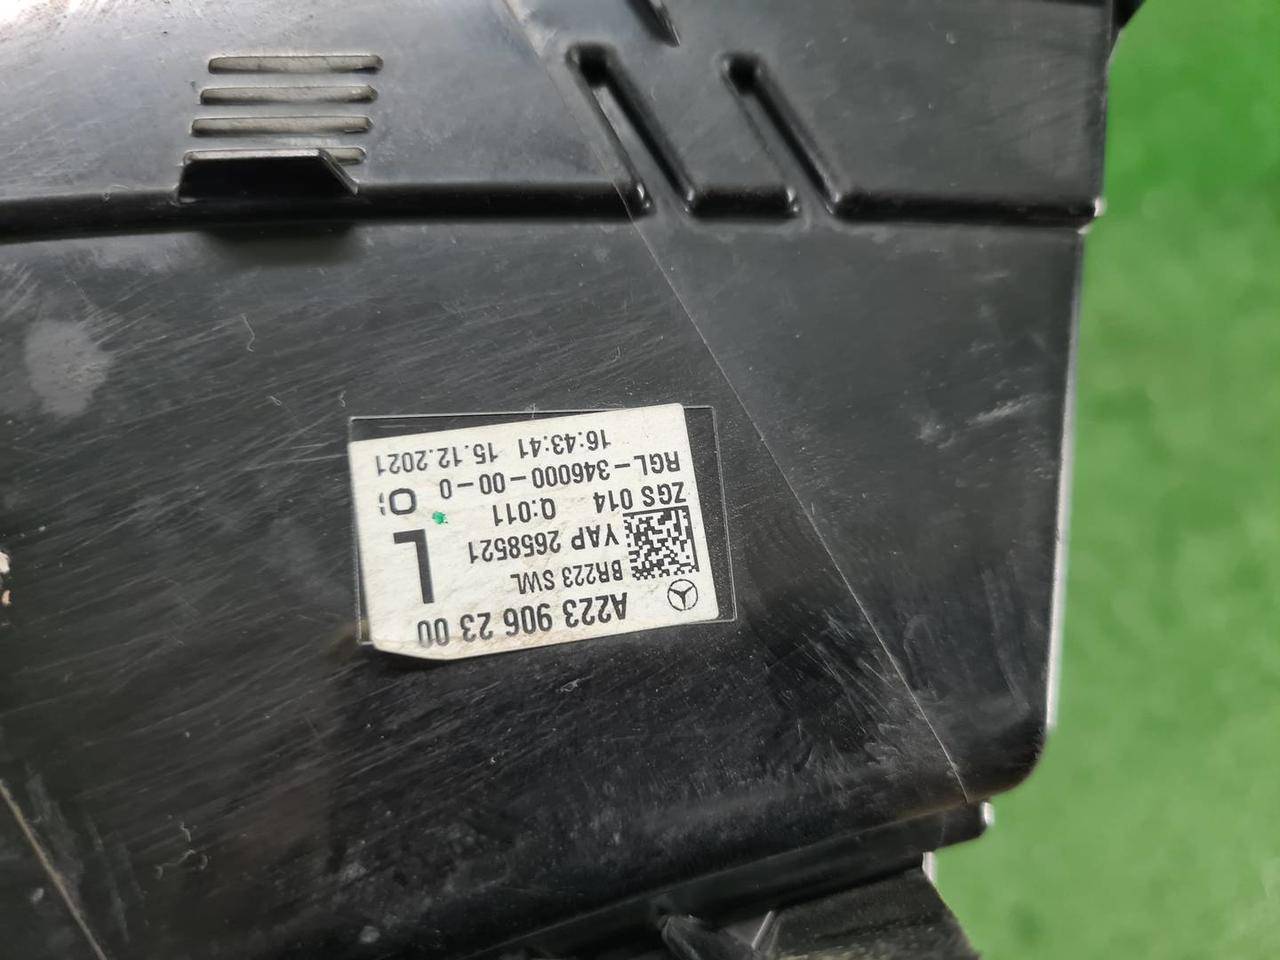 A223 906 23 00
BR223 SWL
YAP 2658521
L
ZGS 014 Q:011
RGL-346000-00-0
16:43:41 15.12.2021